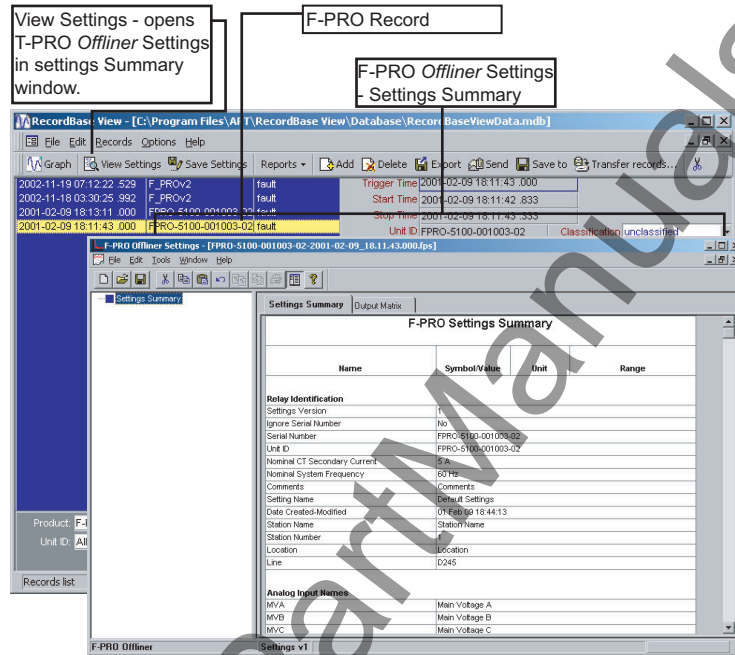 View Settings - opens
T-PRO Offliner Settings
in settings Summary
window.
F-PRO Record
F-PRO Offliner Settings
- Settings Summary
RecordBase View - [C:\Program Files\APT\RecordBase View\Database\RecordBaseViewData.mdb]
File Edit Records Options Help
Graph View Settings Save Settings Reports Add Delete Export Send Save to Transfer records...
2002-11-19 07:12:22 .529 F_PROv2 fault Trigger Time 2001-02-09 18:11:43 .000
2002-11-18 03:30:25 .992 F_PROv2 fault Start Time 2001-02-09 18:11:42 .833
2001-02-09 18:13:11 .000 FPRO-5100-001003-02 fault Stop Time 2001-02-09 18:11:43 .333
2001-02-09 18:11:43 .000 FPRO-5100-001003-02 fault Unit ID FPRO-5100-001003-02 Classification unclassified
F-PRO Offliner Settings - [FPRO-5100-001003-02-2001-02-09_18.11.43.000.fps]
File Edit Tools Window Help
Settings Summary
Settings Summary Output Matrix
F-PRO Settings Summary
Name Symbol/Value Unit Range
Relay Identification
Settings Version 1
Ignore Serial Number No
Serial Number FPRO-5100-001003-02
Unit ID FPRO-5100-001003-02
Nominal CT Secondary Current 5 A
Nominal System Frequency 60 Hz
Comments Comments
Setting Name Default Settings
Date Created-Modified 01 Feb 09 18:44:13
Station Name Station Name
Station Number 1
Location Location
Line D245
Analog Input Names
MVA Main Voltage A
MVB Main Voltage B
MVC Main Voltage C
Product: F-
Unit ID: All
Records list
F-PRO Offliner Settings v1